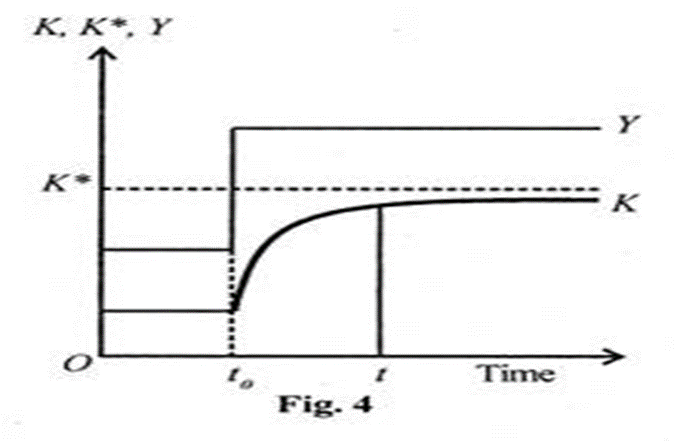 K, K*, Y
Y
K*
K
O
t₀
t
Time
Fig. 4